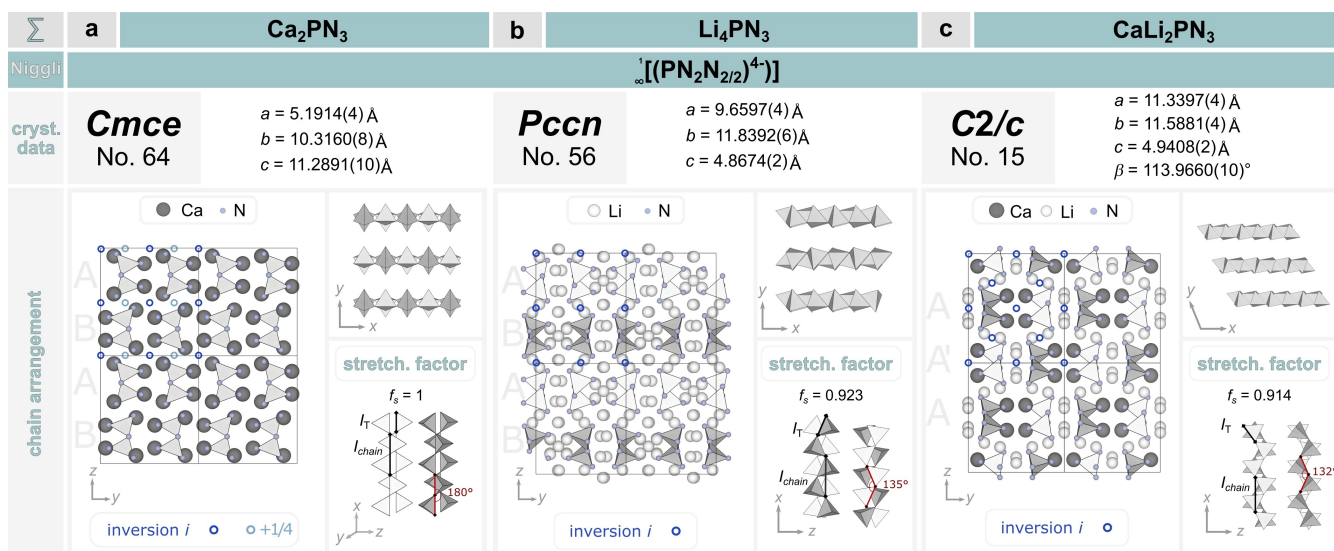 Σ a Ca₂PN₃ b Li₄PN₃ c CaLi₂PN₃
Niggli ¹∞[(PN₂N₂/₂)⁴⁻)]
cryst. data
Cmce
No. 64
a = 5.1914(4) Å
b = 10.3160(8) Å
c = 11.2891(10) Å
Pccn
No. 56
a = 9.6597(4) Å
b = 11.8392(6) Å
c = 4.8674(2) Å
C2/c
No. 15
a = 11.3397(4) Å
b = 11.5881(4) Å
c = 4.9408(2) Å
β = 113.9660(10)°
chain arrangement
Ca N
A
B
A
B
z
y
inversion i +1/4
y
x
stretch. factor
fs = 1
lT
lchain
180°
x
y z
Li N
A
B
A
B
z
y
inversion i
y
x
stretch. factor
fs = 0.923
lT
lchain
135°
x
z
Ca Li N
A
A'
A
z
y
inversion i
y
x
stretch. factor
fs = 0.914
lT
lchain
132°
x
z